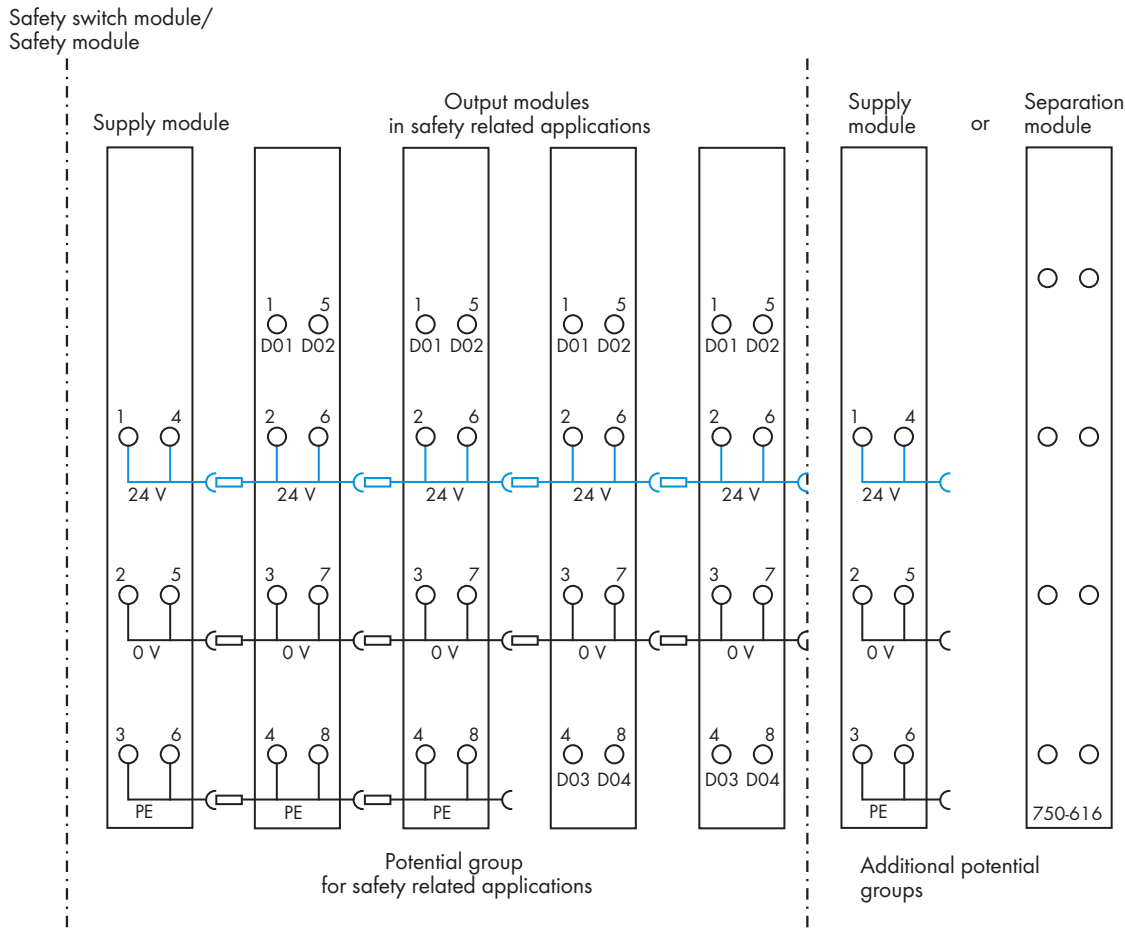 Safety switch module/
Safety module
Supply module
Output modules
in safety related applications
Supply
module
or
Separation
module
1 5 1 5 1 5 1 5
D01 D02 D01 D02 D01 D02 D01 D02
1 4 2 6 2 6 2 6 2 6 1 4
24 V 24 V 24 V 24 V 24 V 24 V
2 5 3 7 3 7 3 7 3 7 2 5
0 V 0 V 0 V 0 V 0 V 0 V
3 6 4 8 4 8 4 8 4 8 3 6
D03 D04 D03 D04
PE PE PE PE 750-616
Potential group
for safety related applications
Additional potential
groups